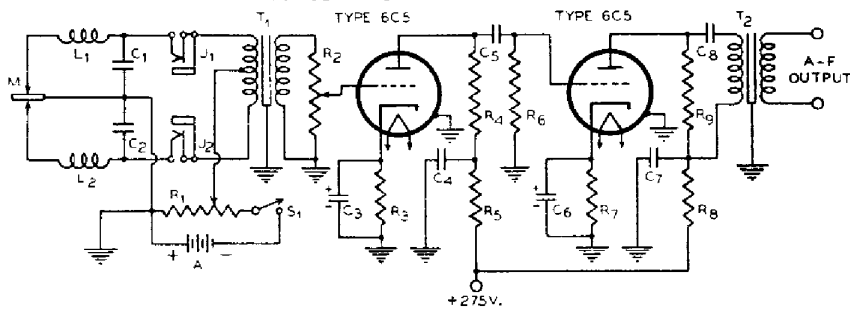 TYPE 6C5
TYPE 6C5
T1
T2
L1
C1
J1
R2
C5
C8
A-F
OUTPUT
M
R4
R6
R9
C2
J2
L2
C4
C7
R1
S1
C3
R3
R5
C6
R7
R8
+ A −
+
-
+
-
+275V.